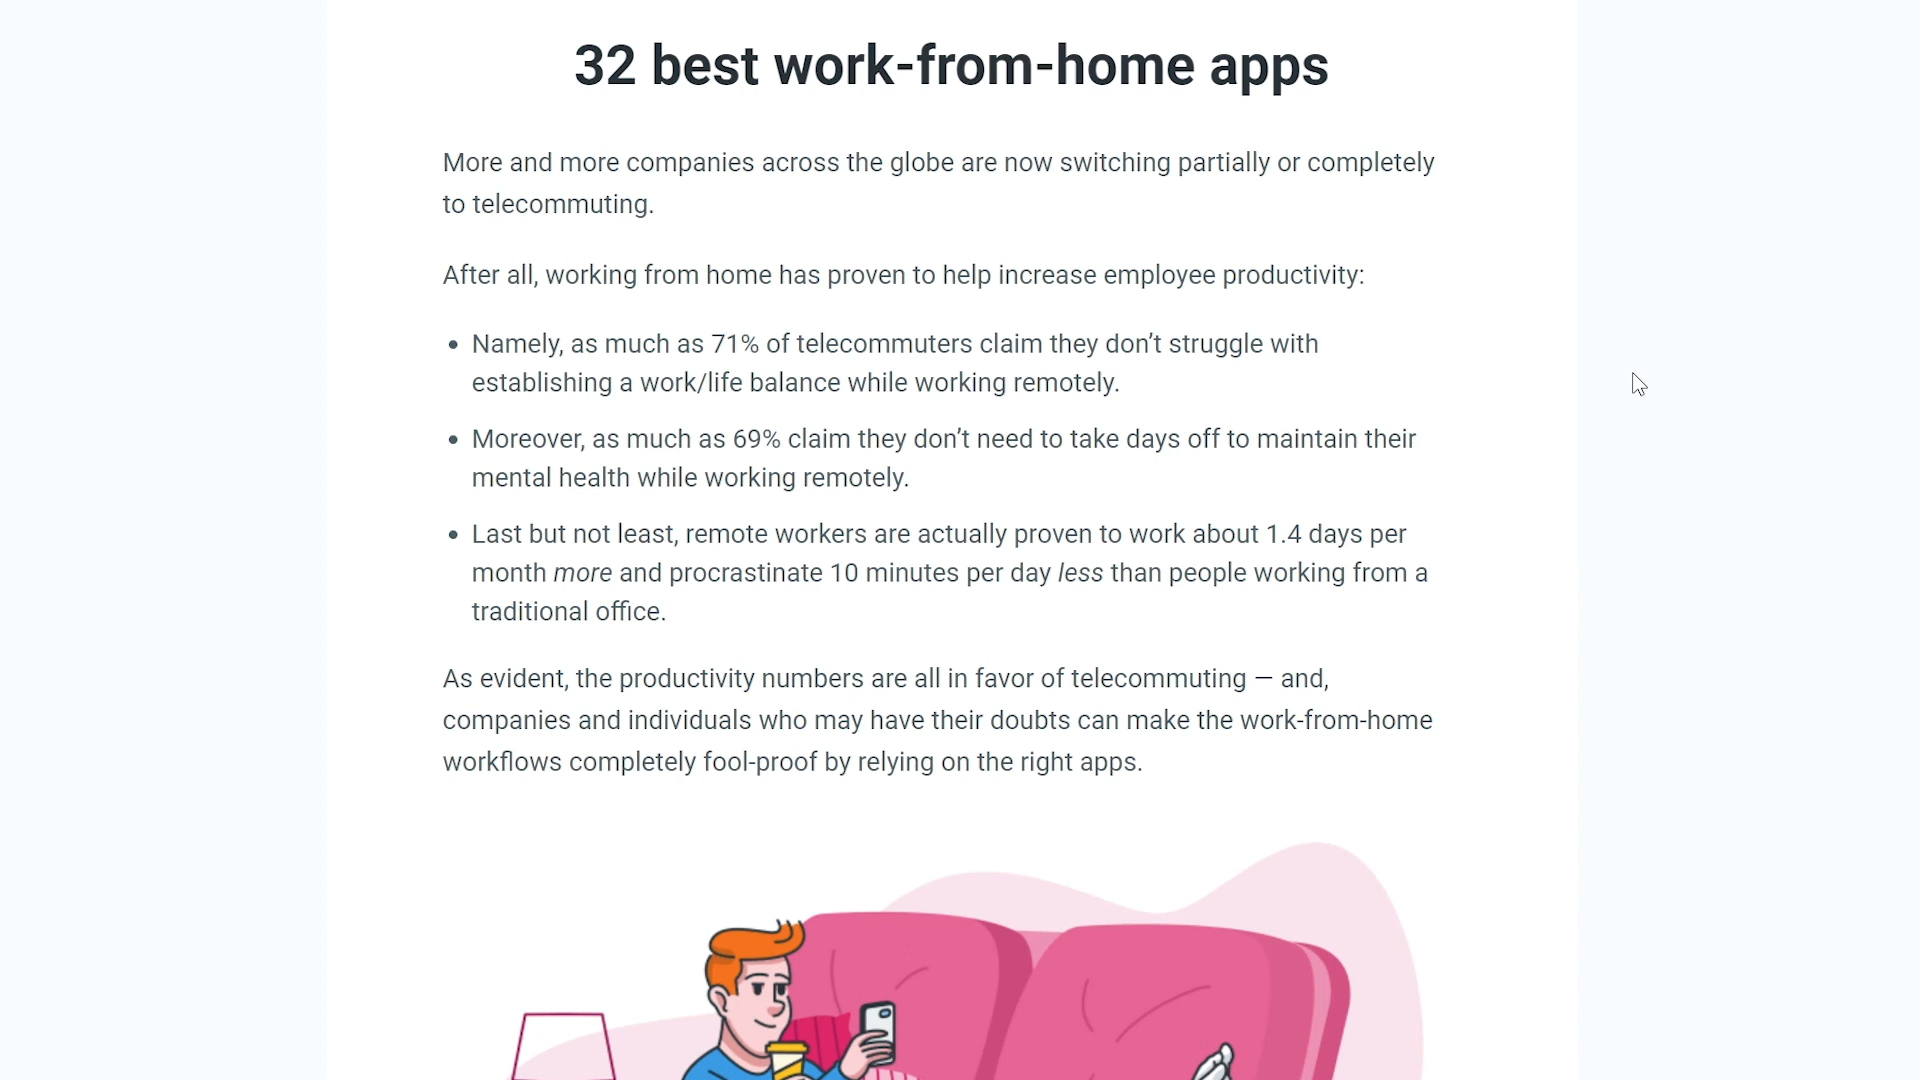 32 best work-from-home apps
More and more companies across the globe are now switching partially or completely
to telecommuting.
After all, working from home has proven to help increase employee productivity:
• Namely, as much as 71% of telecommuters claim they don’t struggle with
establishing a work/life balance while working remotely.
• Moreover, as much as 69% claim they don’t need to take days off to maintain their
mental health while working remotely.
• Last but not least, remote workers are actually proven to work about 1.4 days per
month more and procrastinate 10 minutes per day less than people working from a
traditional office.
As evident, the productivity numbers are all in favor of telecommuting — and,
companies and individuals who may have their doubts can make the work-from-home
workflows completely fool-proof by relying on the right apps.